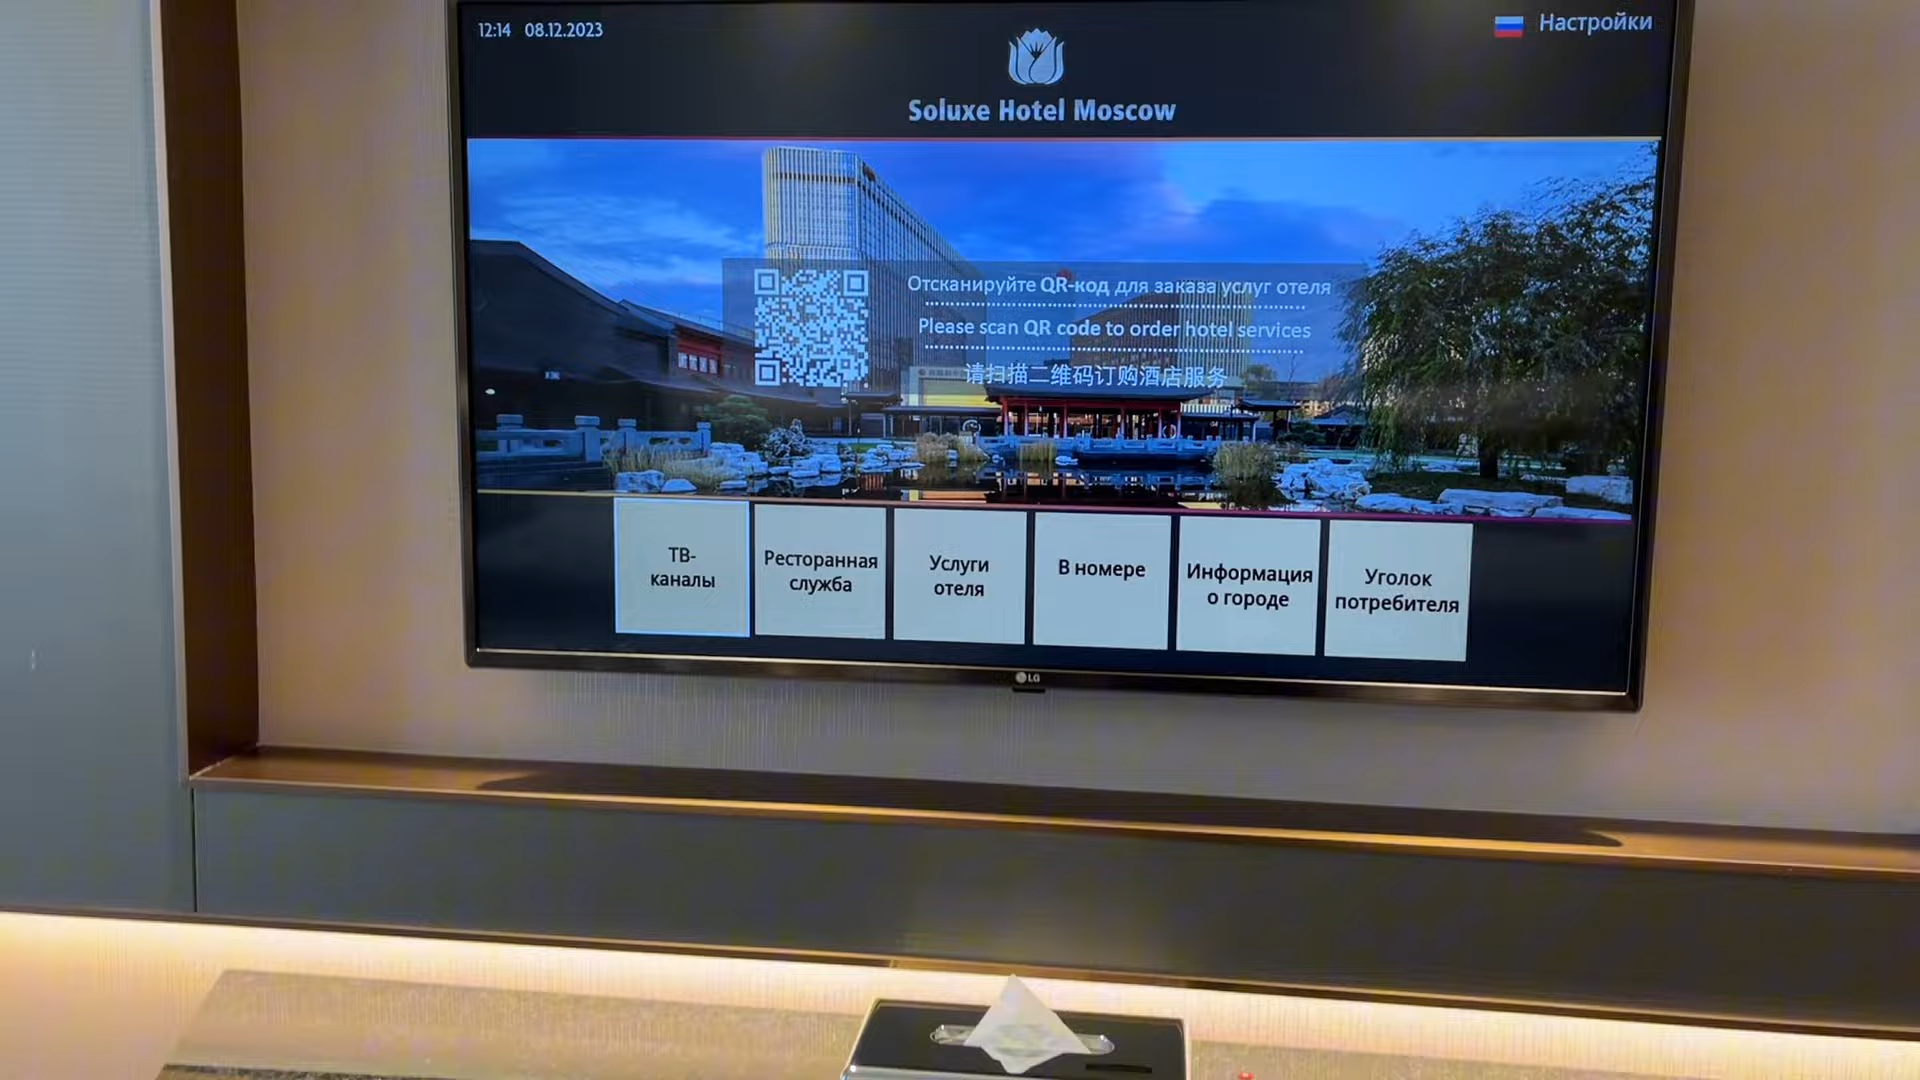 12:14 08.12.2023
Настройки
Soluxe Hotel Moscow
Отсканируйте QR-код для заказа услуг отеля
Please scan QR code to order hotel services
请扫描二维码订购酒店服务
ТВ-
каналы
Ресторанная
служба
Услуги
отеля
В номере
Информация
о городе
Уголок
потребителя
LG